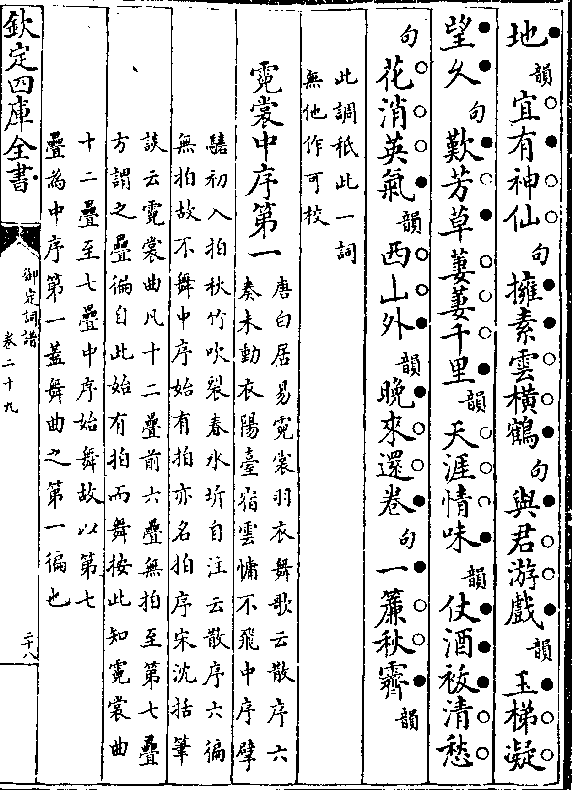 地韻宜有神仙句擁素雲橫鶴句與君游戲韻玉梯凝
望久句歎芳草萋萋千里韻天涯情味韻仗酒祓清愁
句花消英氣韻西山外韻晚來還卷句一簾秋霽韻
此調祇此一詞
無他作可校
霓裳中序第一
唐白居易霓裳羽衣舞歌云散序六
奏未動衣陽臺宿雲慵不飛中序擘
騞初入拍秋竹吹裂春水坼自注云散序六徧
無拍故不舞中序始有拍亦名拍序宋沈括筆
談云霓裳曲凡十二疊前六疊無拍至第七疊
方謂之疊徧自此始有拍而舞按此知霓裳曲
十二疊至七疊中序始舞故以第七
疊為中序第一蓋舞曲之第一徧也
欽定四庫全書
御定詞譜
卷二十九
二十八